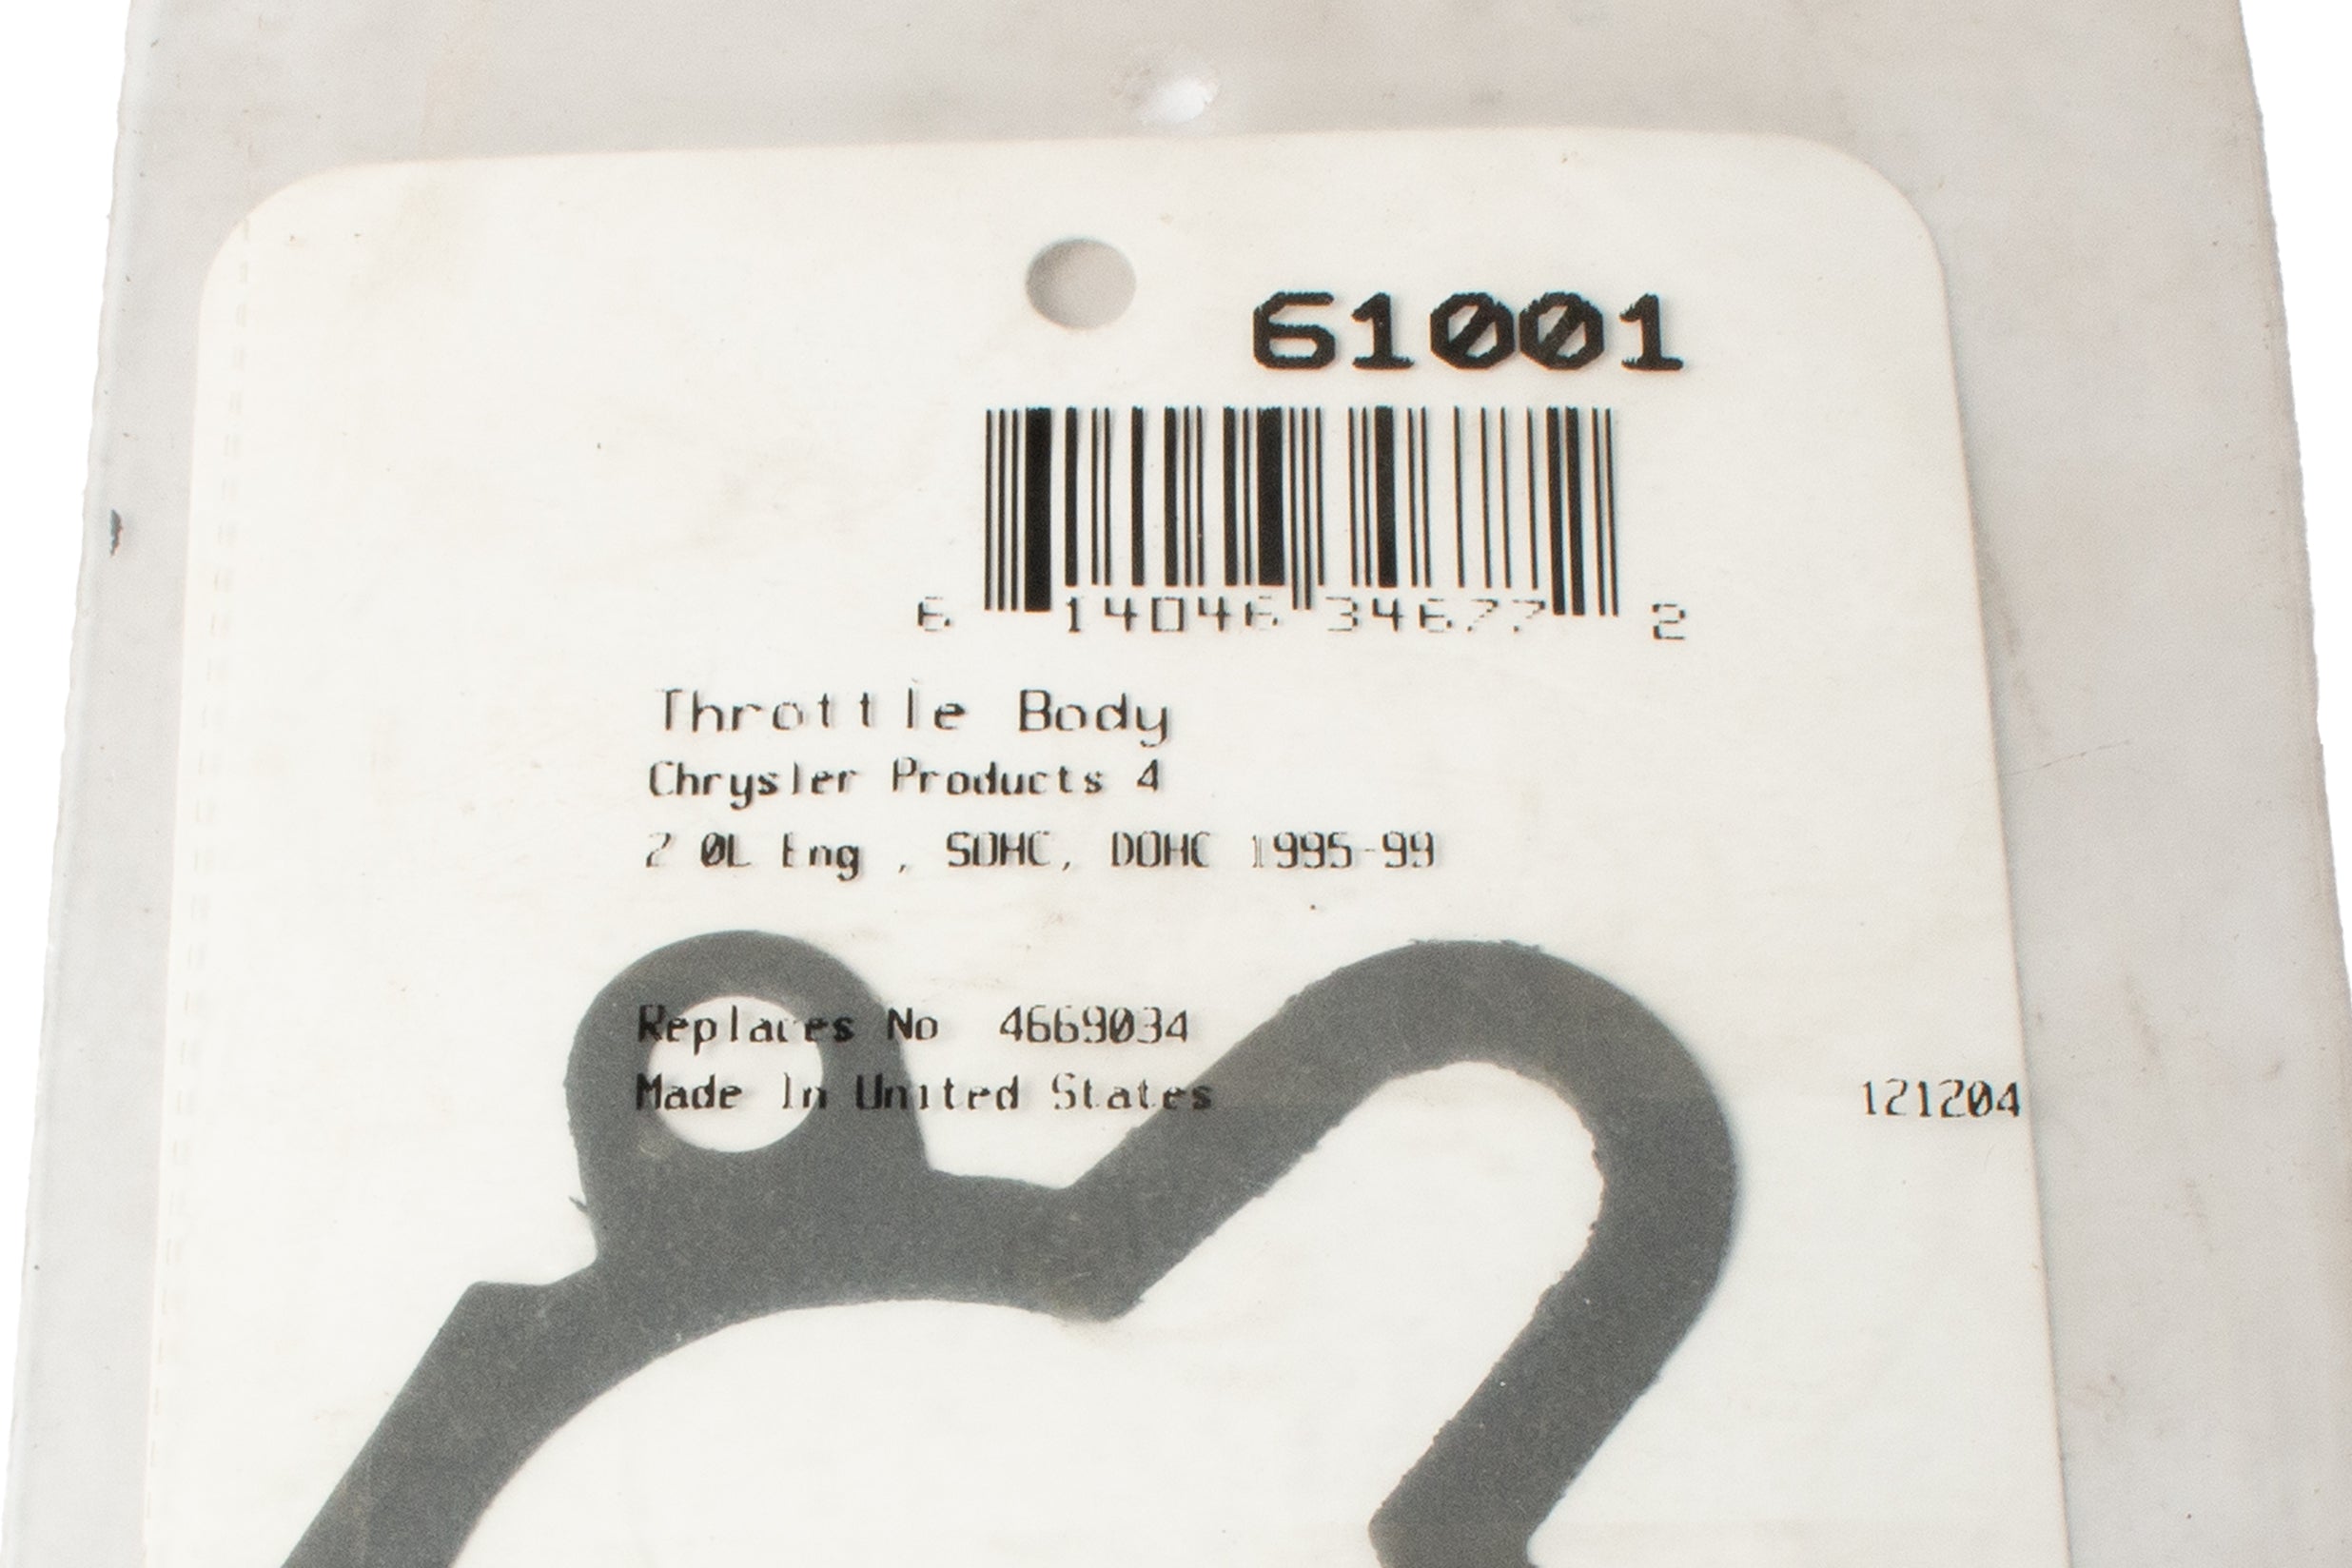 61001
6 14046 34677 2
Throttle Body
Chrysler Products 4
2 0L Eng , SOHC, DOHC 1995-99
Replaces No 4669034
Made In United States
121204